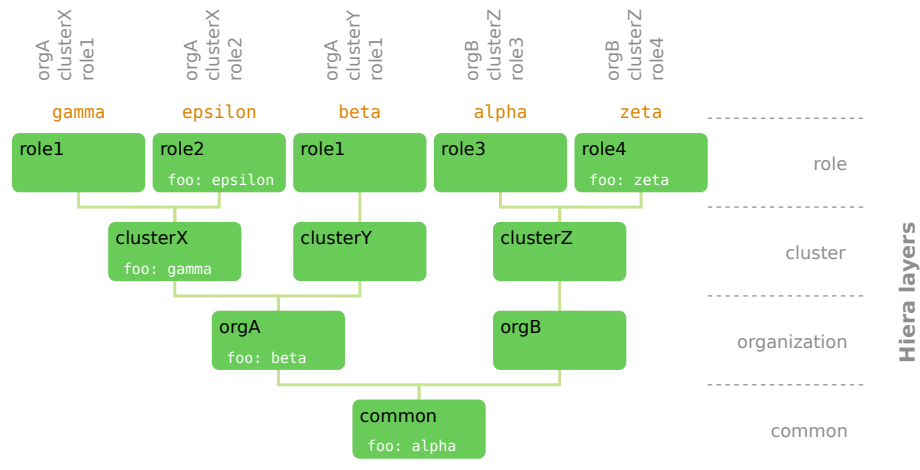 orgA
clusterX
role1
orgA
clusterX
role2
orgA
clusterY
role1
orgB
clusterZ
role3
orgB
clusterZ
role4
gamma
epsilon
beta
alpha
zeta
role1
role2
foo: epsilon
role1
role3
role4
foo: zeta
role
clusterX
foo: gamma
clusterY
clusterZ
cluster
orgA
foo: beta
orgB
organization
common
foo: alpha
common
Hiera layers